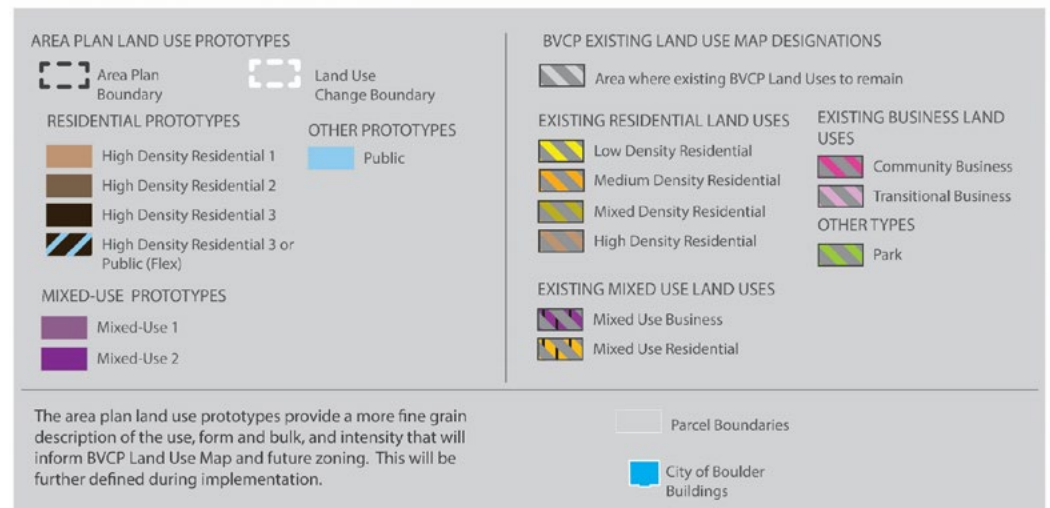 AREA PLAN LAND USE PROTOTYPES
Area Plan
Boundary
Land Use
Change Boundary
RESIDENTIAL PROTOTYPES
High Density Residential 1
High Density Residential 2
High Density Residential 3
High Density Residential 3 or
Public (Flex)
OTHER PROTOTYPES
Public
MIXED-USE PROTOTYPES
Mixed-Use 1
Mixed-Use 2
BVCP EXISTING LAND USE MAP DESIGNATIONS
Area where existing BVCP Land Uses to remain
EXISTING RESIDENTIAL LAND USES
Low Density Residential
Medium Density Residential
Mixed Density Residential
High Density Residential
EXISTING BUSINESS LAND
USES
Community Business
Transitional Business
OTHER TYPES
Park
EXISTING MIXED USE LAND USES
Mixed Use Business
Mixed Use Residential
The area plan land use prototypes provide a more fine grain
description of the use, form and bulk, and intensity that will
inform BVCP Land Use Map and future zoning. This will be
further defined during implementation.
Parcel Boundaries
City of Boulder
Buildings